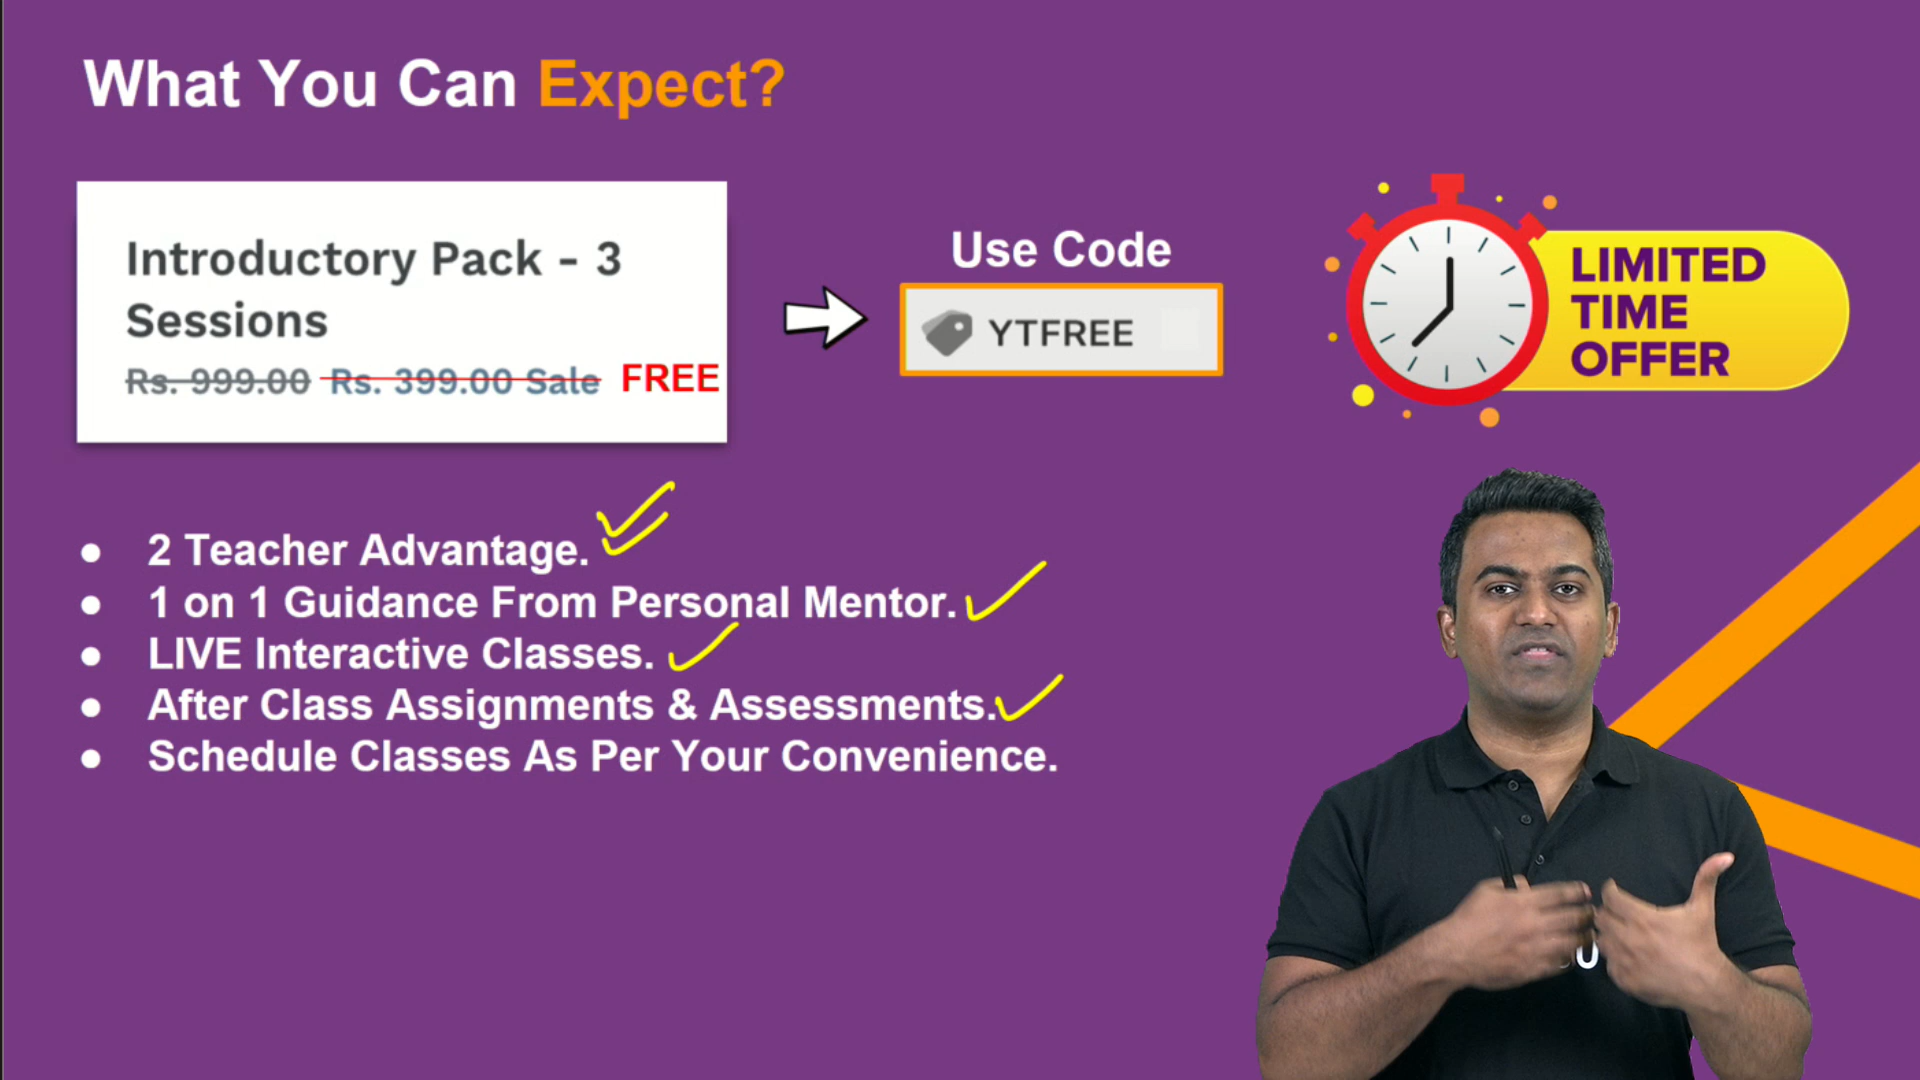 What You Can Expect?
Introductory Pack - 3
Sessions
Rs. 999.00 Rs. 399.00 Sale FREE
Use Code
YTFREE
LIMITED
TIME
OFFER
● 2 Teacher Advantage.
● 1 on 1 Guidance From Personal Mentor.
● LIVE Interactive Classes.
● After Class Assignments & Assessments.
● Schedule Classes As Per Your Convenience.